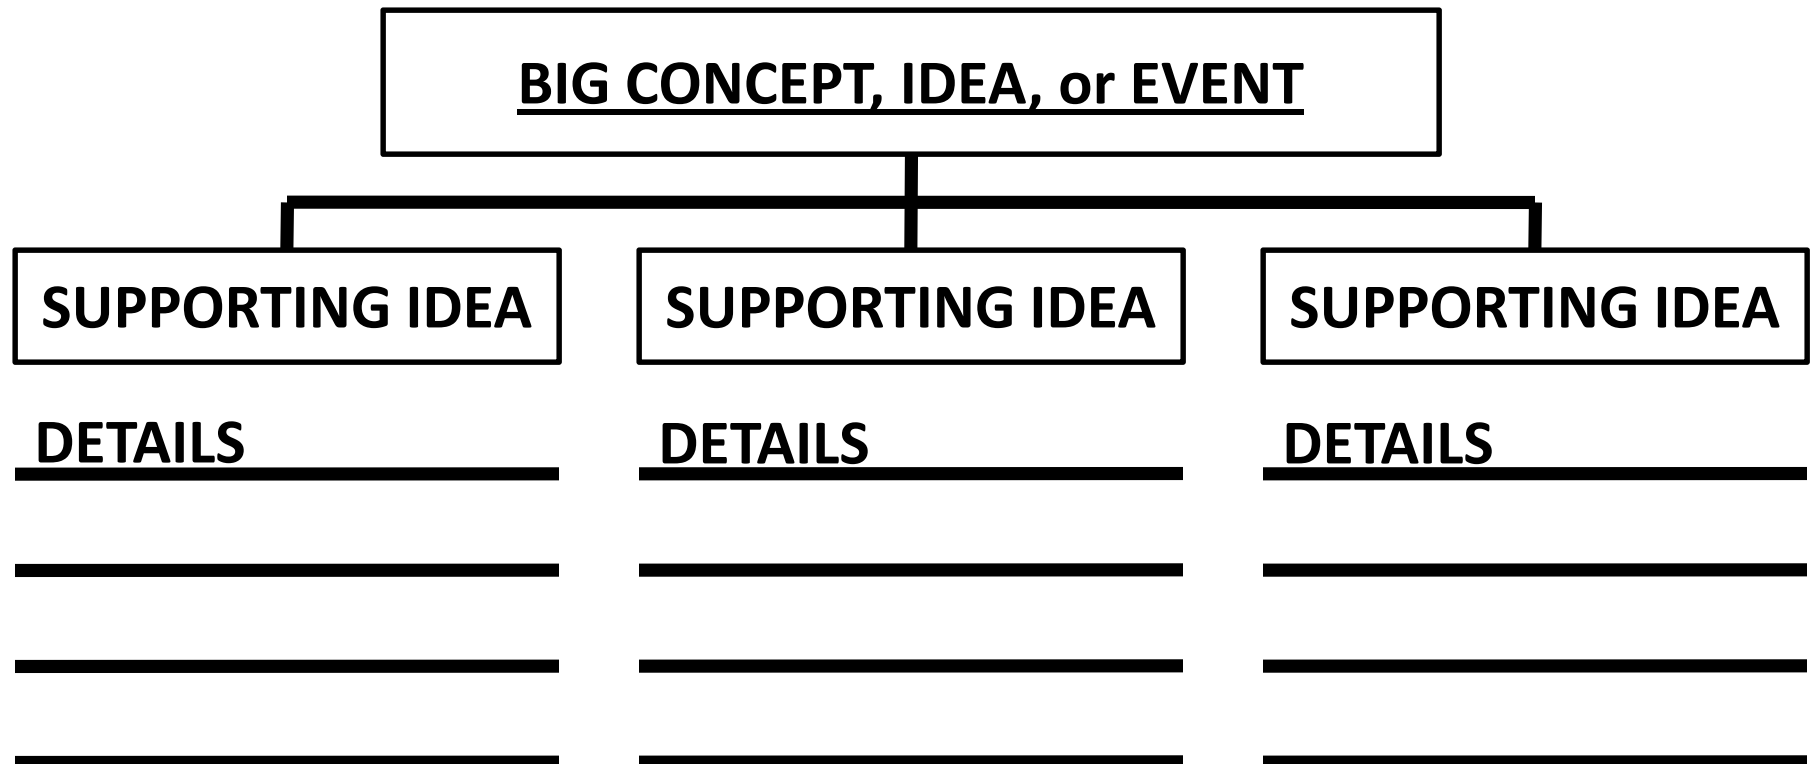 BIG CONCEPT, IDEA, or EVENT
SUPPORTING IDEA
SUPPORTING IDEA
SUPPORTING IDEA
DETAILS
DETAILS
DETAILS